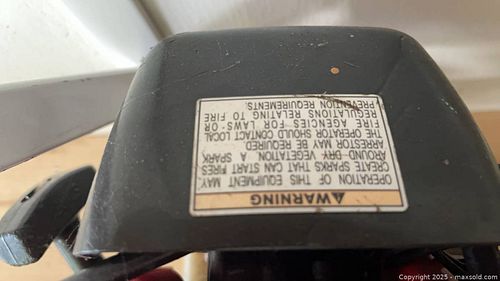 ⚠WARNING
OPERATION OF THIS EQUIPMENT MAY
CREATE SPARKS THAT CAN START FIRES
AROUND DRY VEGETATION. A SPARK
ARRESTOR MAY BE REQUIRED.
THE OPERATOR SHOULD CONTACT LOCAL
FIRE AGENCIES FOR LAWS OR
REGULATIONS RELATING TO FIRE
PREVENTION REQUIREMENTS.
Copyright 2025 - maxsold.com